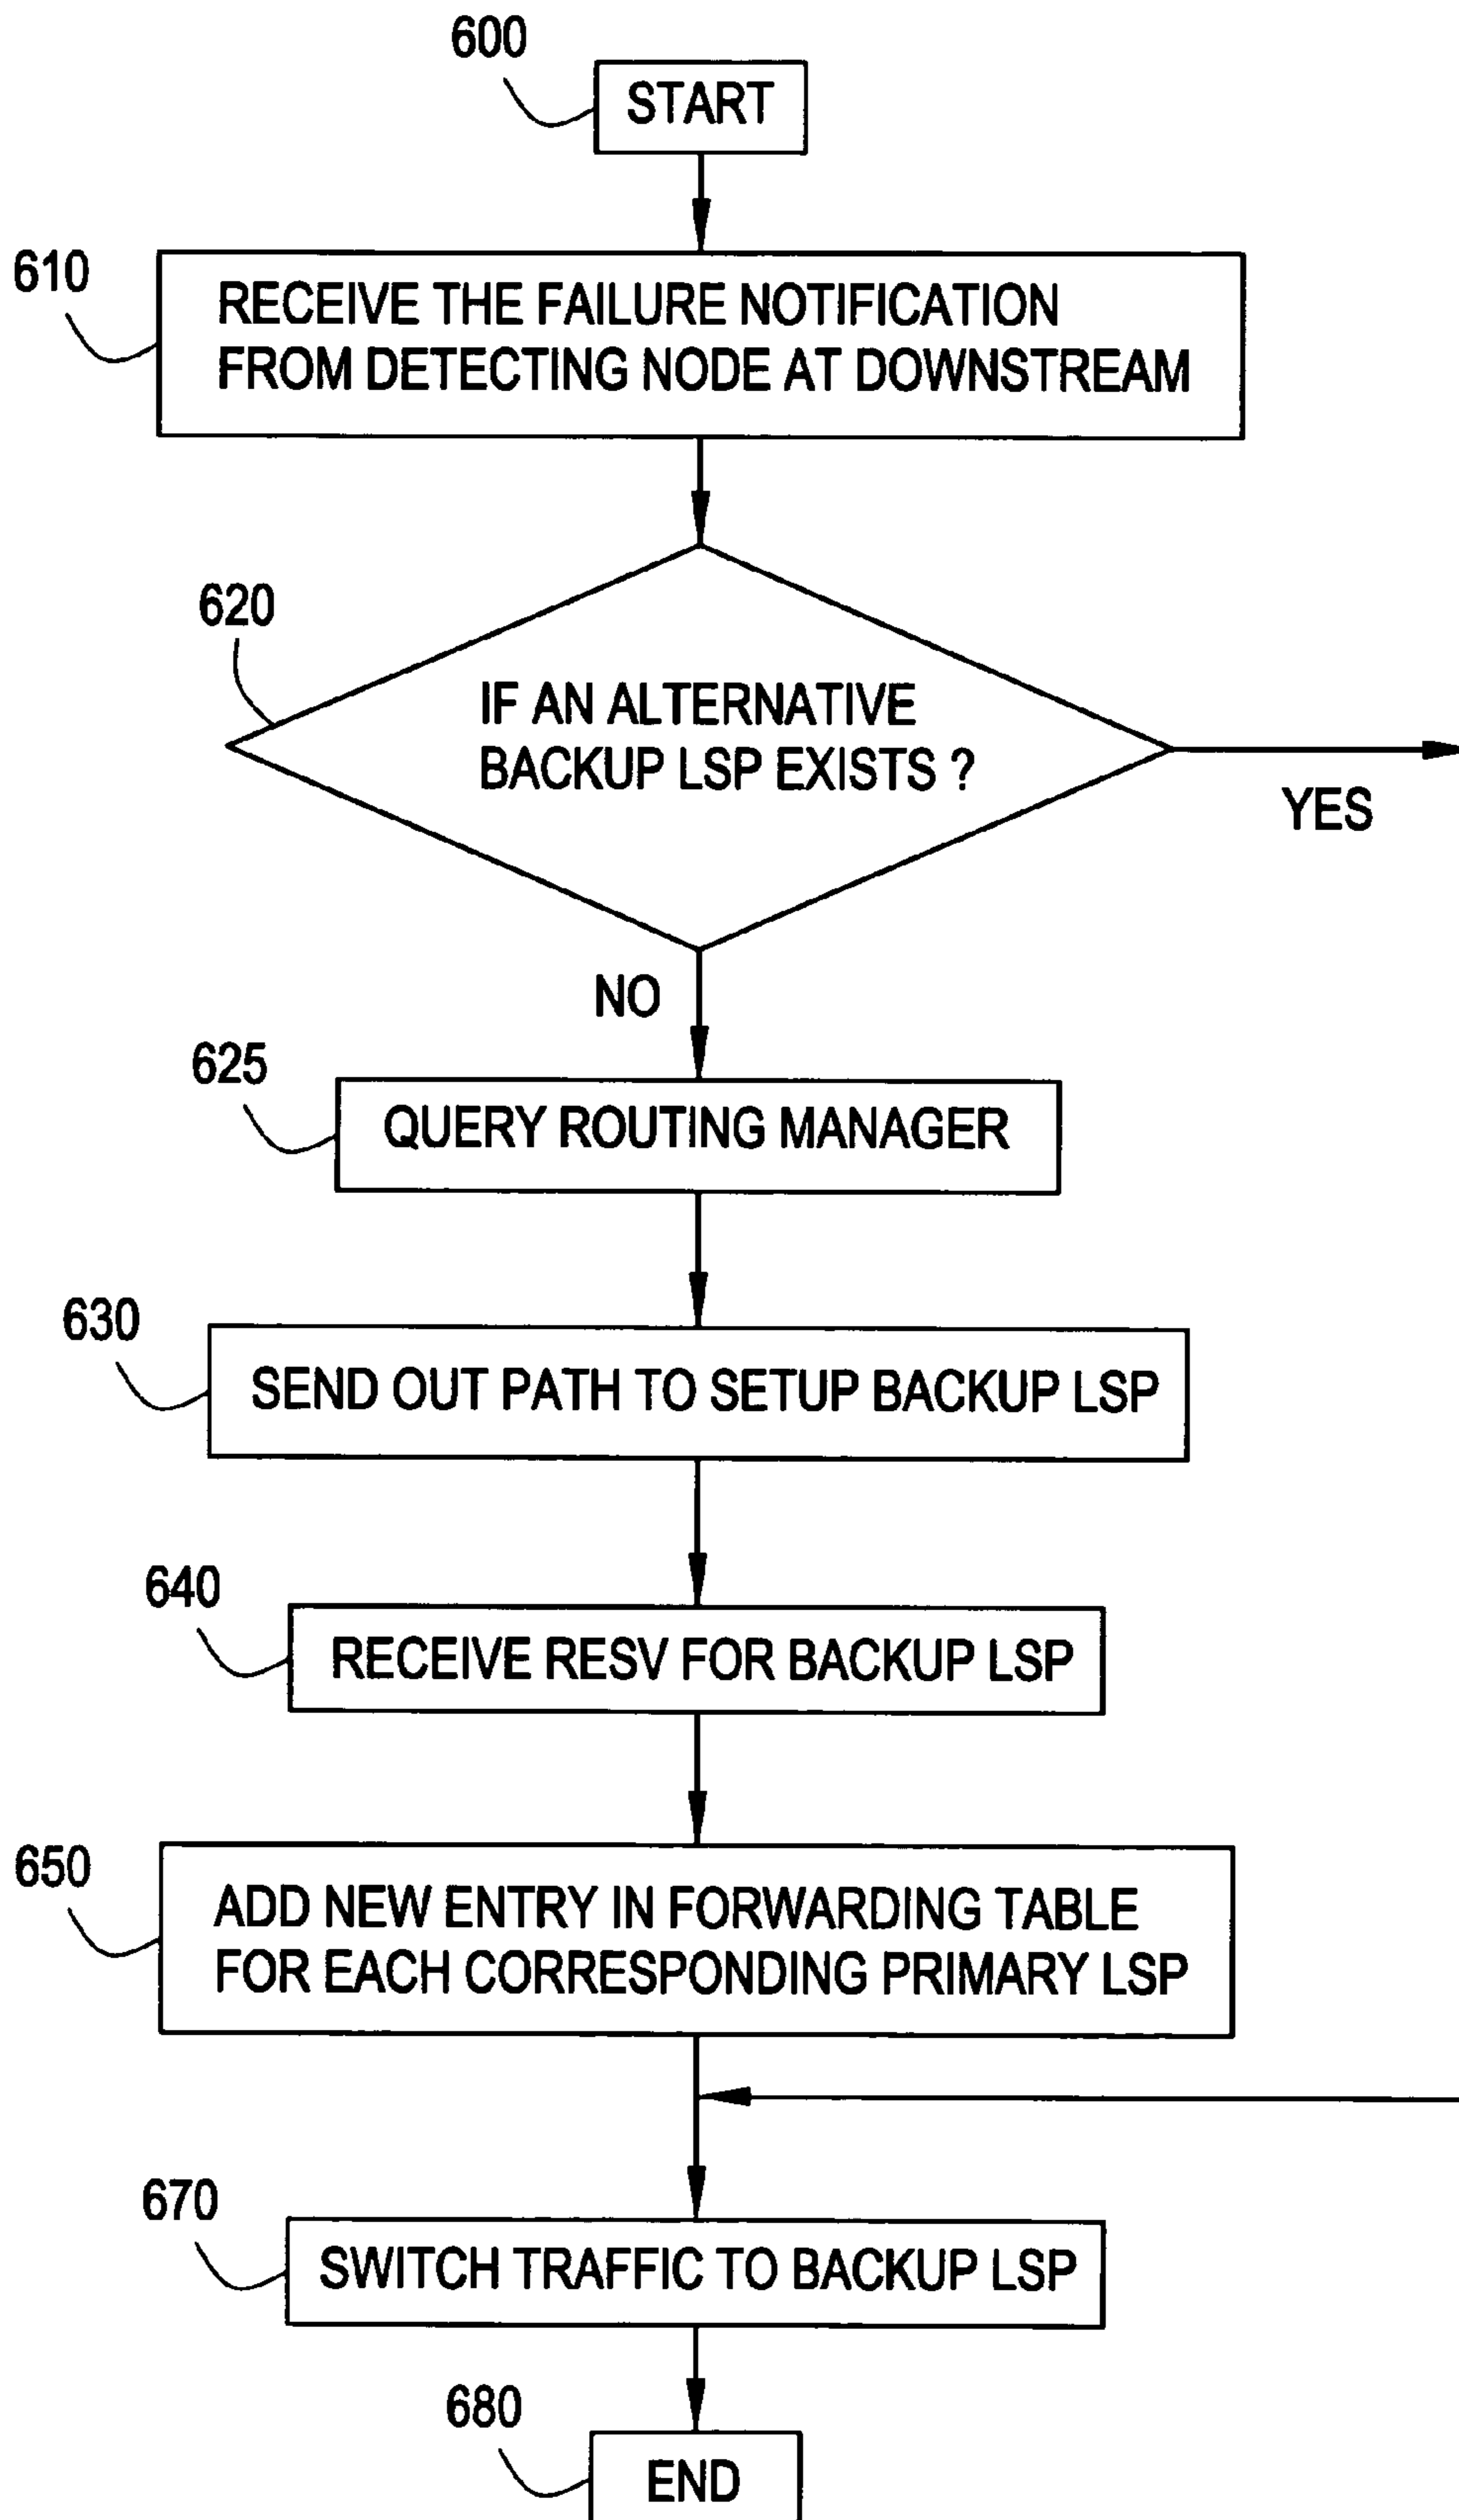 600
START
610
RECEIVE THE FAILURE NOTIFICATION
FROM DETECTING NODE AT DOWNSTREAM
620
IF AN ALTERNATIVE
BACKUP LSP EXISTS ?
YES
NO
625
QUERY ROUTING MANAGER
630
SEND OUT PATH TO SETUP BACKUP LSP
640
RECEIVE RESV FOR BACKUP LSP
650
ADD NEW ENTRY IN FORWARDING TABLE
FOR EACH CORRESPONDING PRIMARY LSP
670
SWITCH TRAFFIC TO BACKUP LSP
680
END